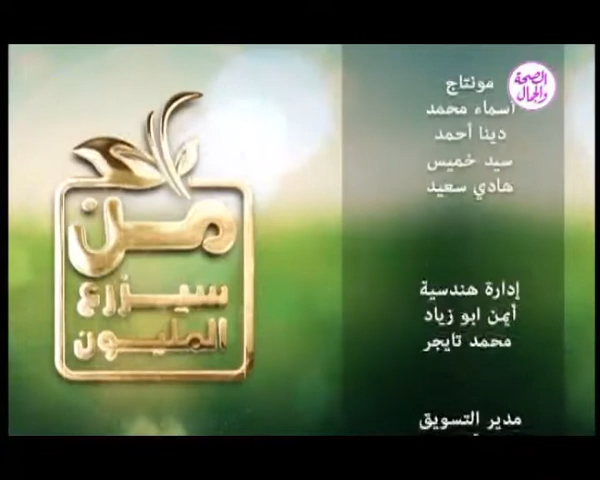 الصحة
والجمال
مونتاج
أسماء محمد
دينا أحمد
سيد خميس
هادي سعيد
من
سيزرع
المليون
إدارة هندسية
أيمن ابو زياد
محمد تايجر
مدير التسويق